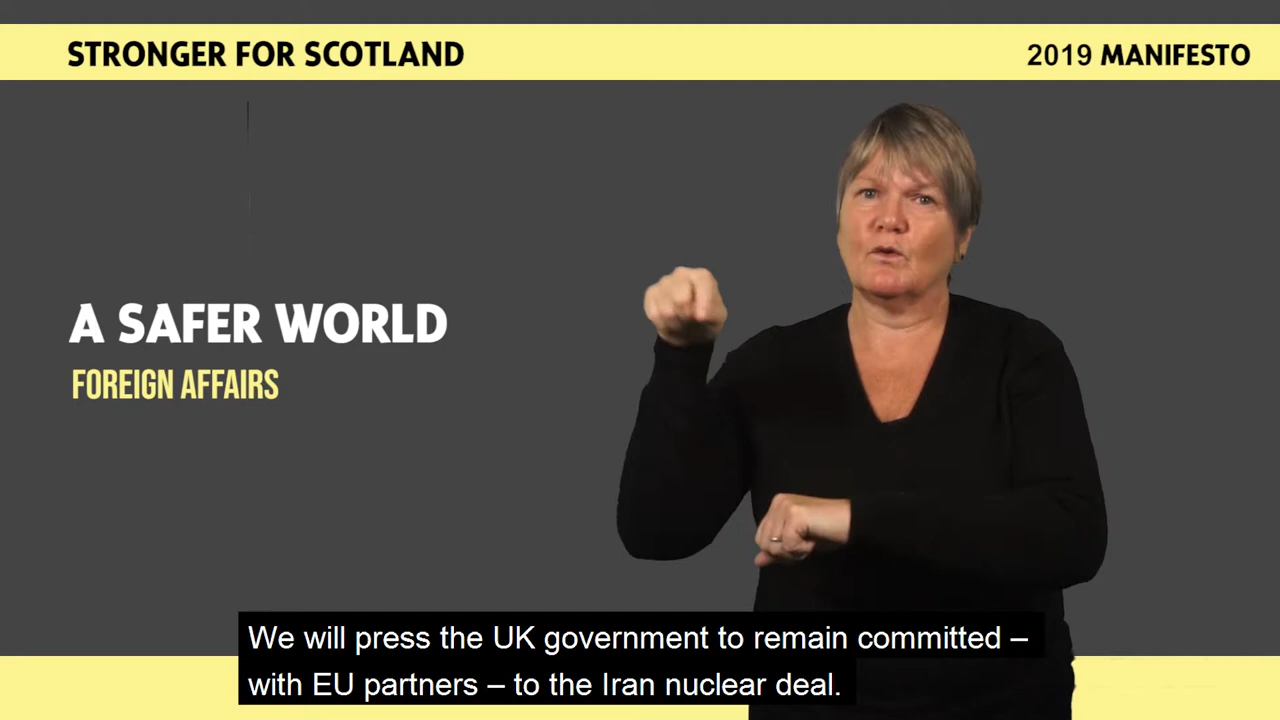 STRONGER FOR SCOTLAND
2019 MANIFESTO
A SAFER WORLD
FOREIGN AFFAIRS
We will press the UK government to remain committed –
with EU partners – to the Iran nuclear deal.